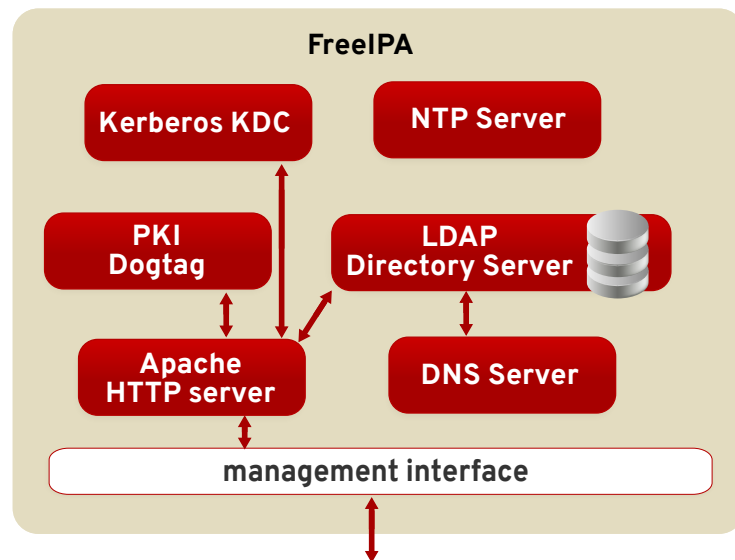 FreeIPA
Kerberos KDC
NTP Server
PKI
Dogtag
LDAP
Directory Server
Apache
HTTP server
DNS Server
management interface